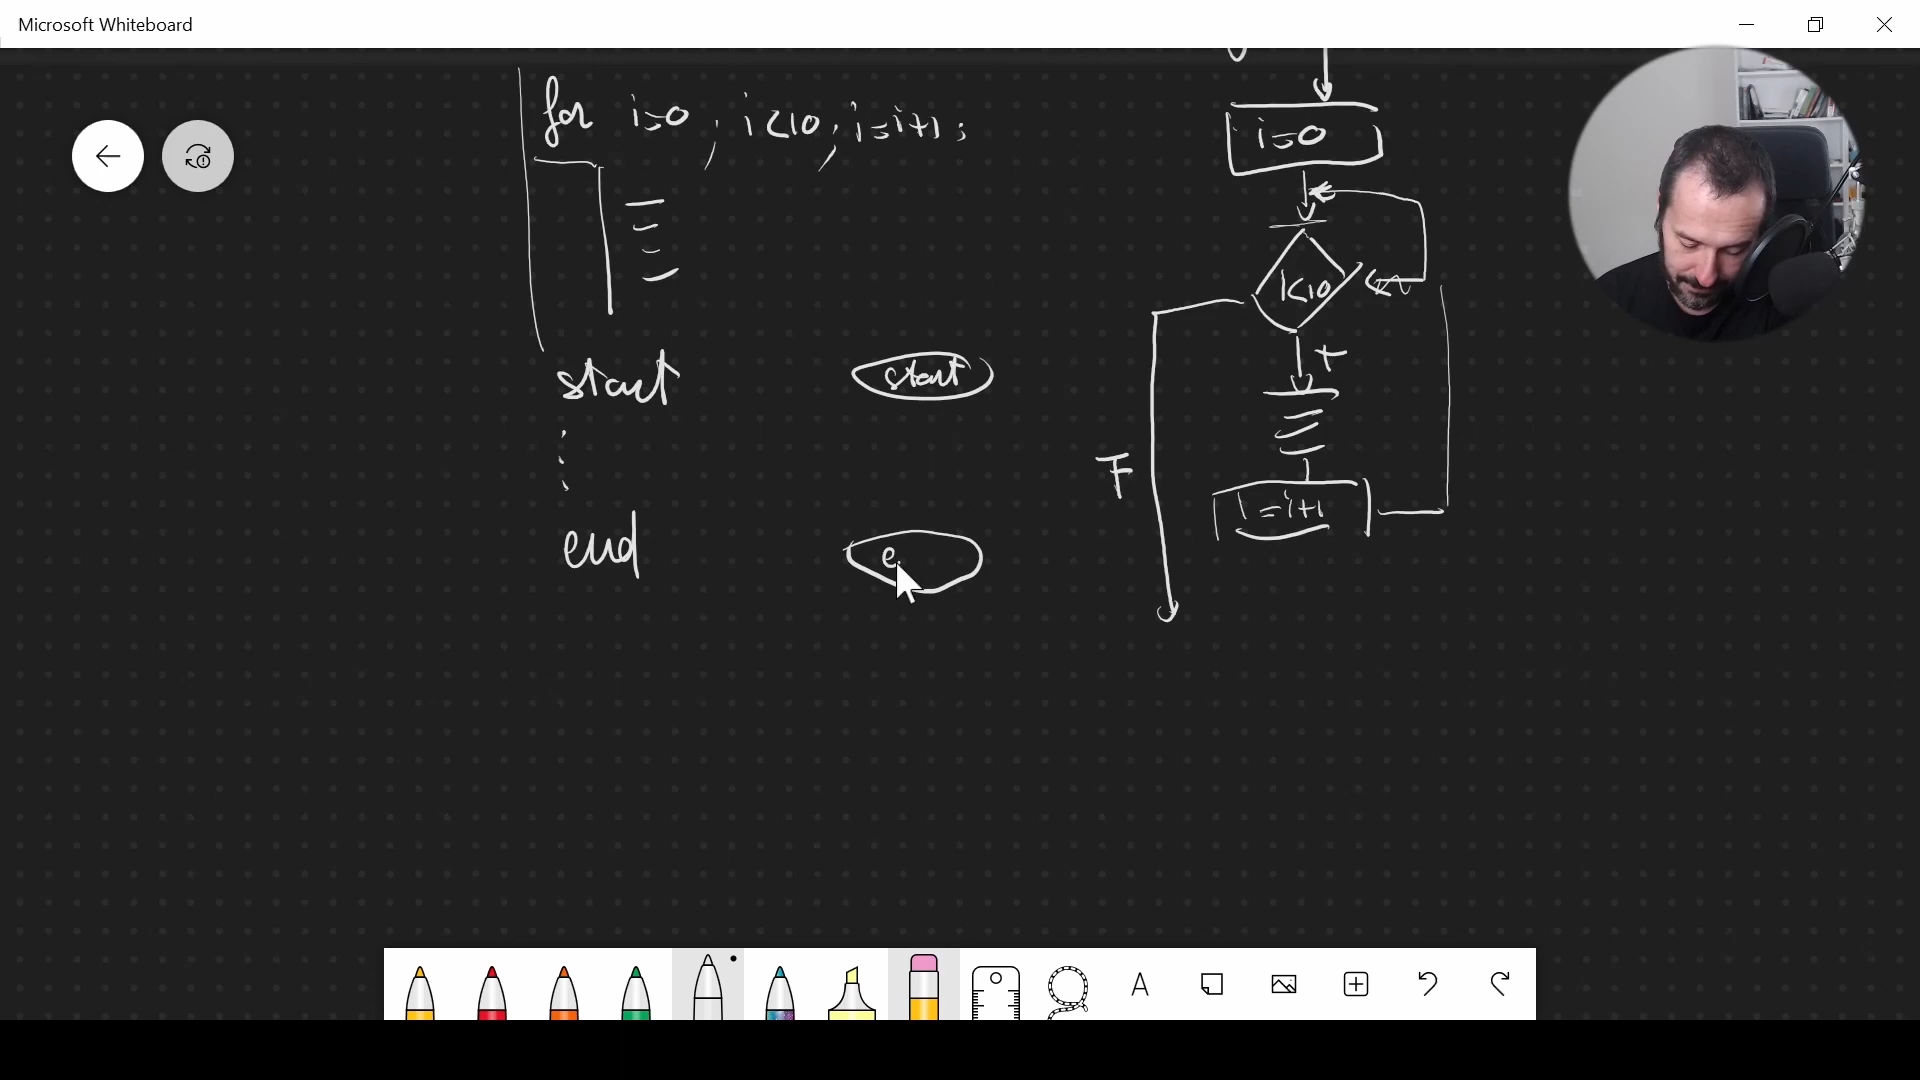 Microsoft Whiteboard
for i=0 ; i<10 ; i=i+1 ;
i=0
i<10
T
start
start
F
i=i+1
end
e
A